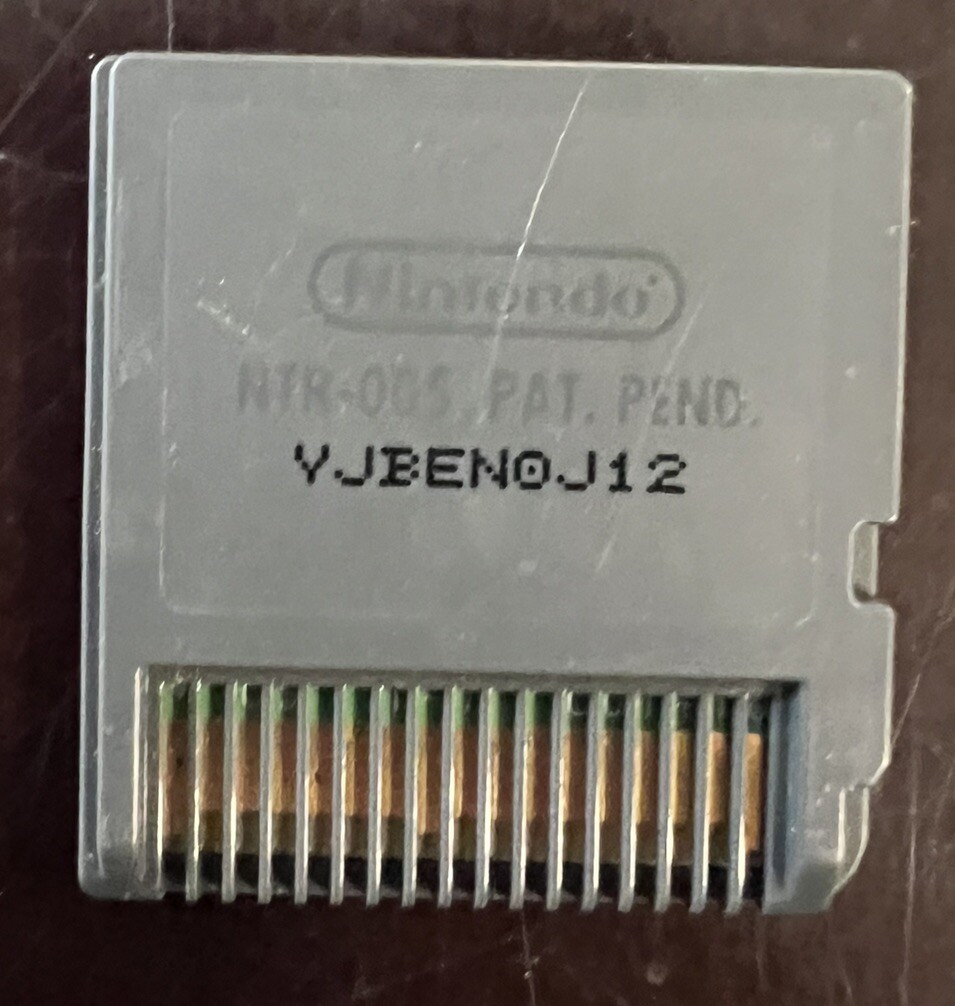 Nintendo®
NTR-005 PAT. PEND.
YJBEN0J12